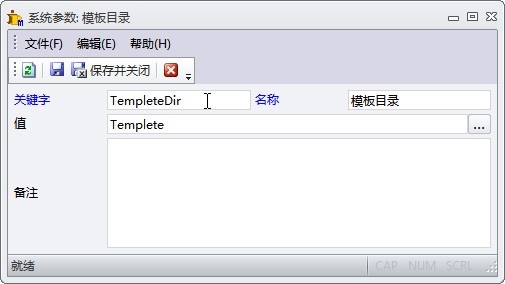 系统参数: 模板目录
文件(F) 编辑(E) 帮助(H)
保存并关闭
关键字 TempleteDir 名称 模板目录
值 Templete ...
备注
就绪 CAP NUM SCRL